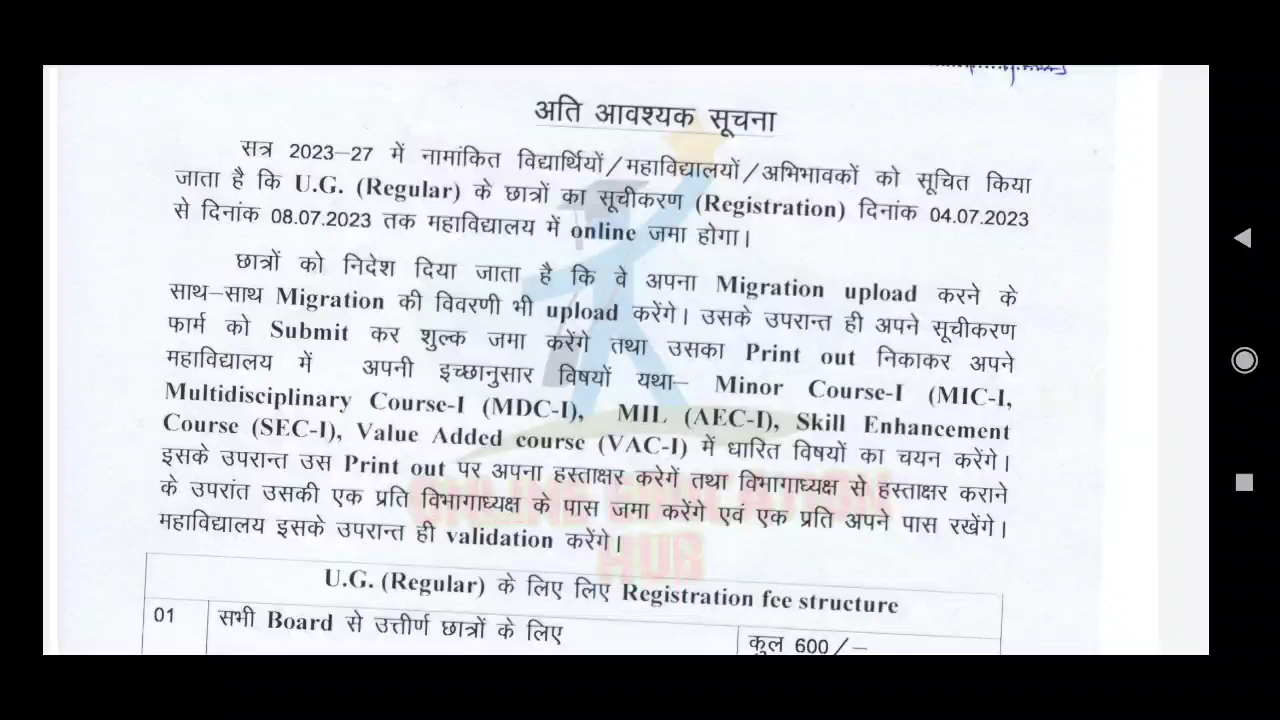 अति आवश्यक सूचना
सत्र 2023–27 में नामांकित विद्यार्थियों/महाविद्यालयों/अभिभावकों को सूचित किया
जाता है कि U.G. (Regular) के छात्रों का सूचीकरण (Registration) दिनांक 04.07.2023
से दिनांक 08.07.2023 तक महाविद्यालय में online जमा होगा।
छात्रों को निदेश दिया जाता है कि वे अपना Migration upload करने के
साथ–साथ Migration की विवरणी भी upload करेंगे। उसके उपरान्त ही अपने सूचीकरण
फार्म को Submit कर शुल्क जमा करेंगे तथा उसका Print out निकाकर अपने
महाविद्यालय में अपनी इच्छानुसार विषयों यथा– Minor Course-I (MIC-I,
Multidisciplinary Course-I (MDC-I), MIL (AEC-I), Skill Enhancement
Course (SEC-I), Value Added course (VAC-I) में धारित विषयों का चयन करेंगे।
इसके उपरान्त उस Print out पर अपना हस्ताक्षर करेगें तथा विभागाध्यक्ष से हस्ताक्षर कराने
के उपरांत उसकी एक प्रति विभागाध्यक्ष के पास जमा करेंगे एवं एक प्रति अपने पास रखेंगे।
महाविद्यालय इसके उपरान्त ही validation करेंगे।
ONLINE EDUCATION
HUB
U.G. (Regular) के लिए लिए Registration fee structure
01 सभी Board से उत्तीर्ण छात्रों के लिए कुल 600/–